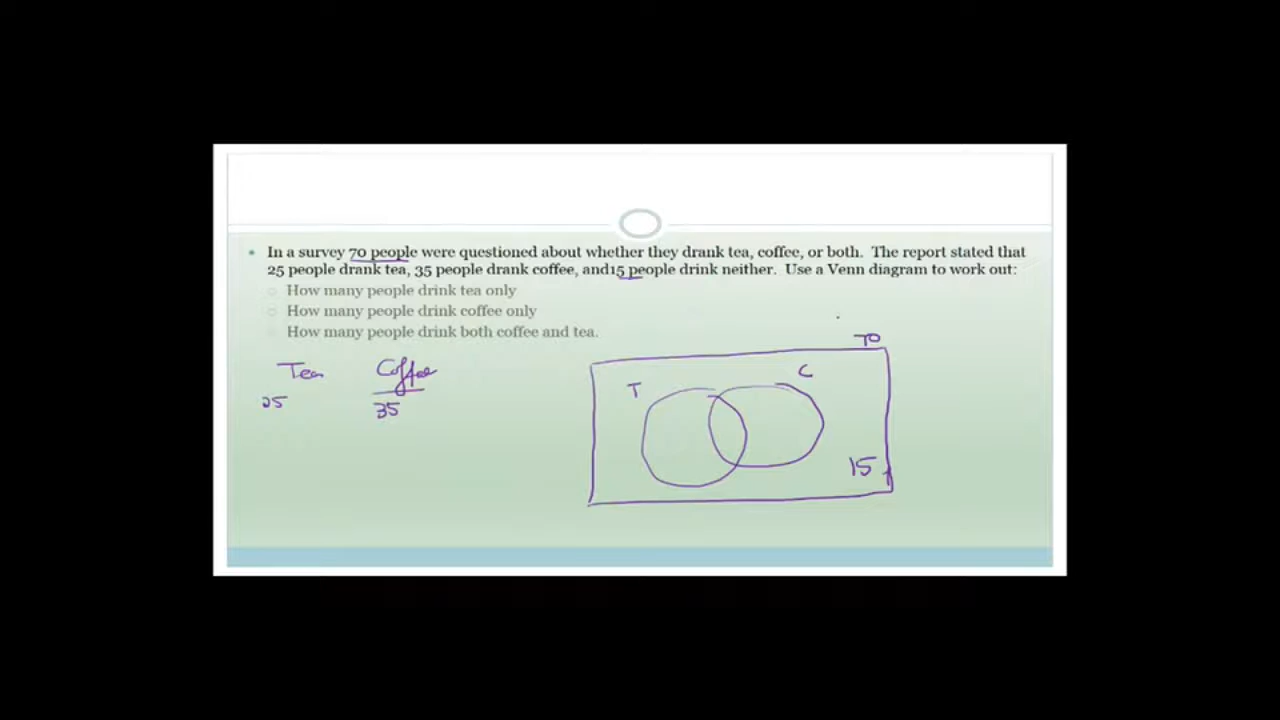 In a survey 70 people were questioned about whether they drank tea, coffee, or both. The report stated that
25 people drank tea, 35 people drank coffee, and15 people drink neither. Use a Venn diagram to work out:
How many people drink tea only
How many people drink coffee only
How many people drink both coffee and tea.
Tea Coffee
25 35
70
T C
15